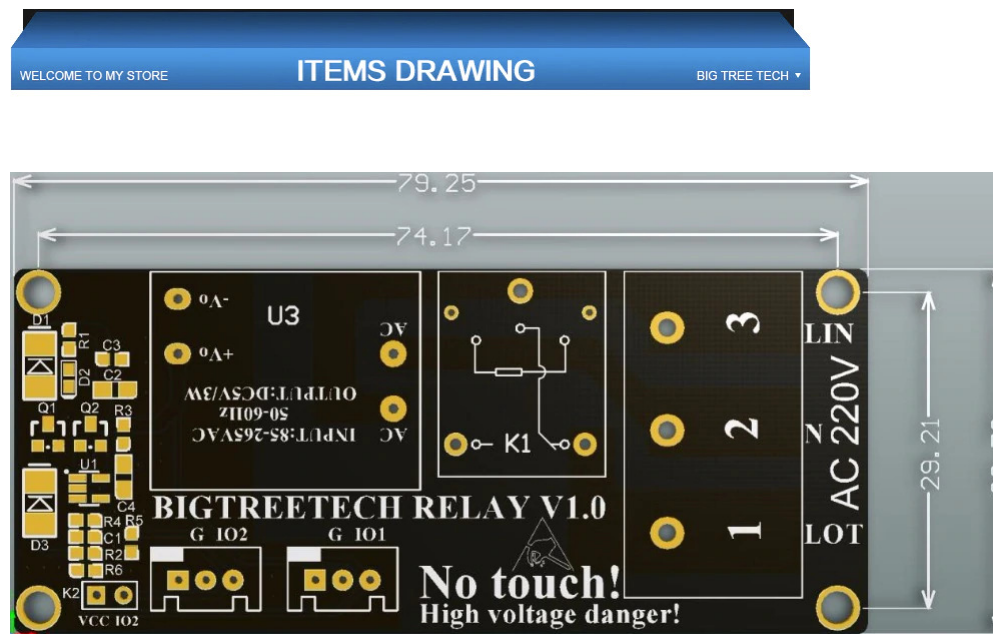 WELCOME TO MY STORE
ITEMS DRAWING
BIG TREE TECH
79.25
74.17
-Vo
U3
+Vo
AC
AC
INPUT:85-265VAC
50-60Hz
OUTPUT:DC5V/3W
K1
3
2
1
LIN
N
LOT
AC 220V
29.21
D1
R1
C3
D2
C2
Q1
Q2
R3
U1
C4
D3
R4
R5
C1
R2
R6
K2
VCC IO2
BIGTREETECH RELAY V1.0
G IO2
G IO1
No touch!
High voltage danger!